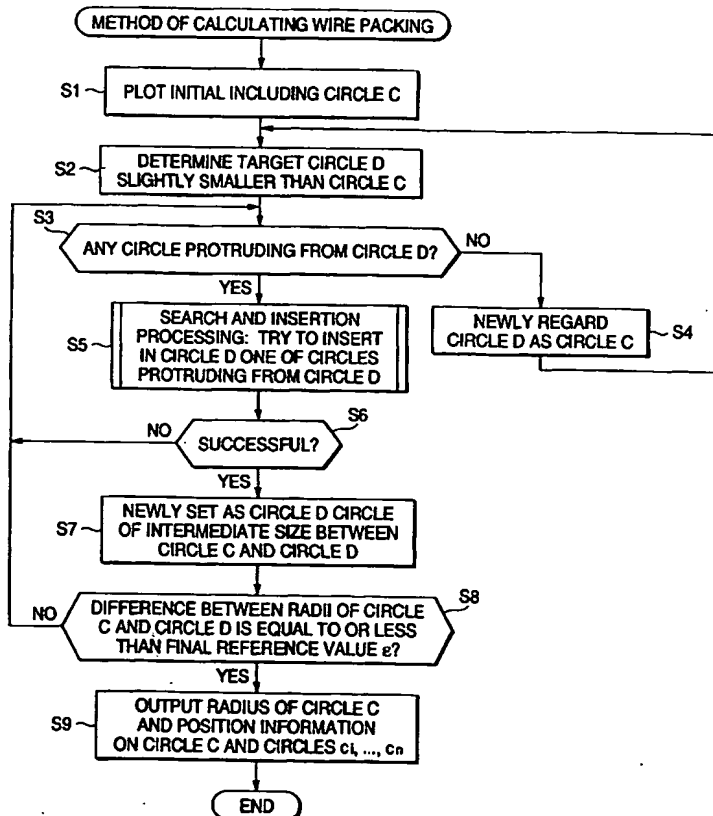 METHOD OF CALCULATING WIRE PACKING
S1
PLOT INITIAL INCLUDING CIRCLE C
S2
DETERMINE TARGET CIRCLE D
SLIGHTLY SMALLER THAN CIRCLE C
S3
ANY CIRCLE PROTRUDING FROM CIRCLE D?
NO
YES
S5
SEARCH AND INSERTION
PROCESSING: TRY TO INSERT
IN CIRCLE D ONE OF CIRCLES
PROTRUDING FROM CIRCLE D
NEWLY REGARD
CIRCLE D AS CIRCLE C
S4
S6
NO
SUCCESSFUL?
YES
S7
NEWLY SET AS CIRCLE D CIRCLE
OF INTERMEDIATE SIZE BETWEEN
CIRCLE C AND CIRCLE D
S8
NO
DIFFERENCE BETWEEN RADII OF CIRCLE
C AND CIRCLE D IS EQUAL TO OR LESS
THAN FINAL REFERENCE VALUE ε?
YES
S9
OUTPUT RADIUS OF CIRCLE C
AND POSITION INFORMATION
ON CIRCLE C AND CIRCLES ci, ..., cn
END